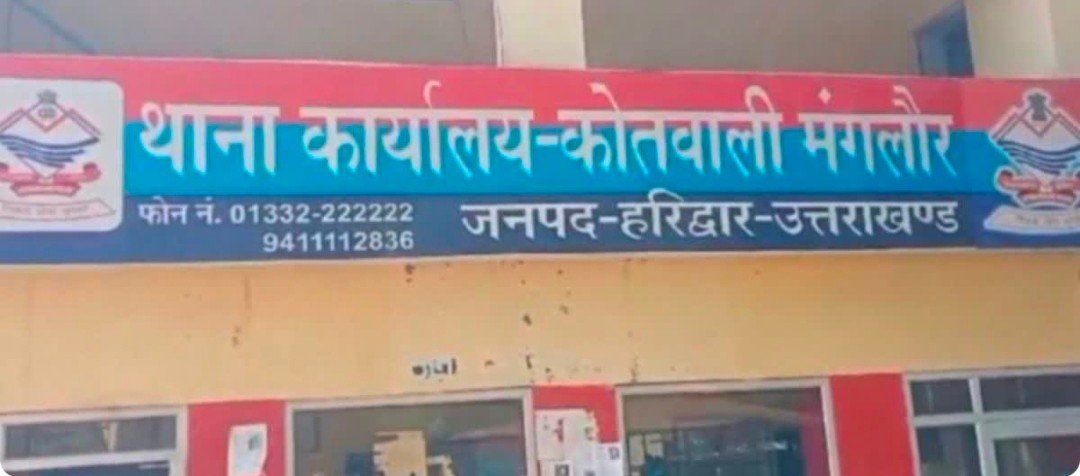 थाना कार्यालय-कोतवाली मंगलौर
फोन नं. 01332-222222
9411112836
जनपद-हरिद्वार-उत्तराखण्ड